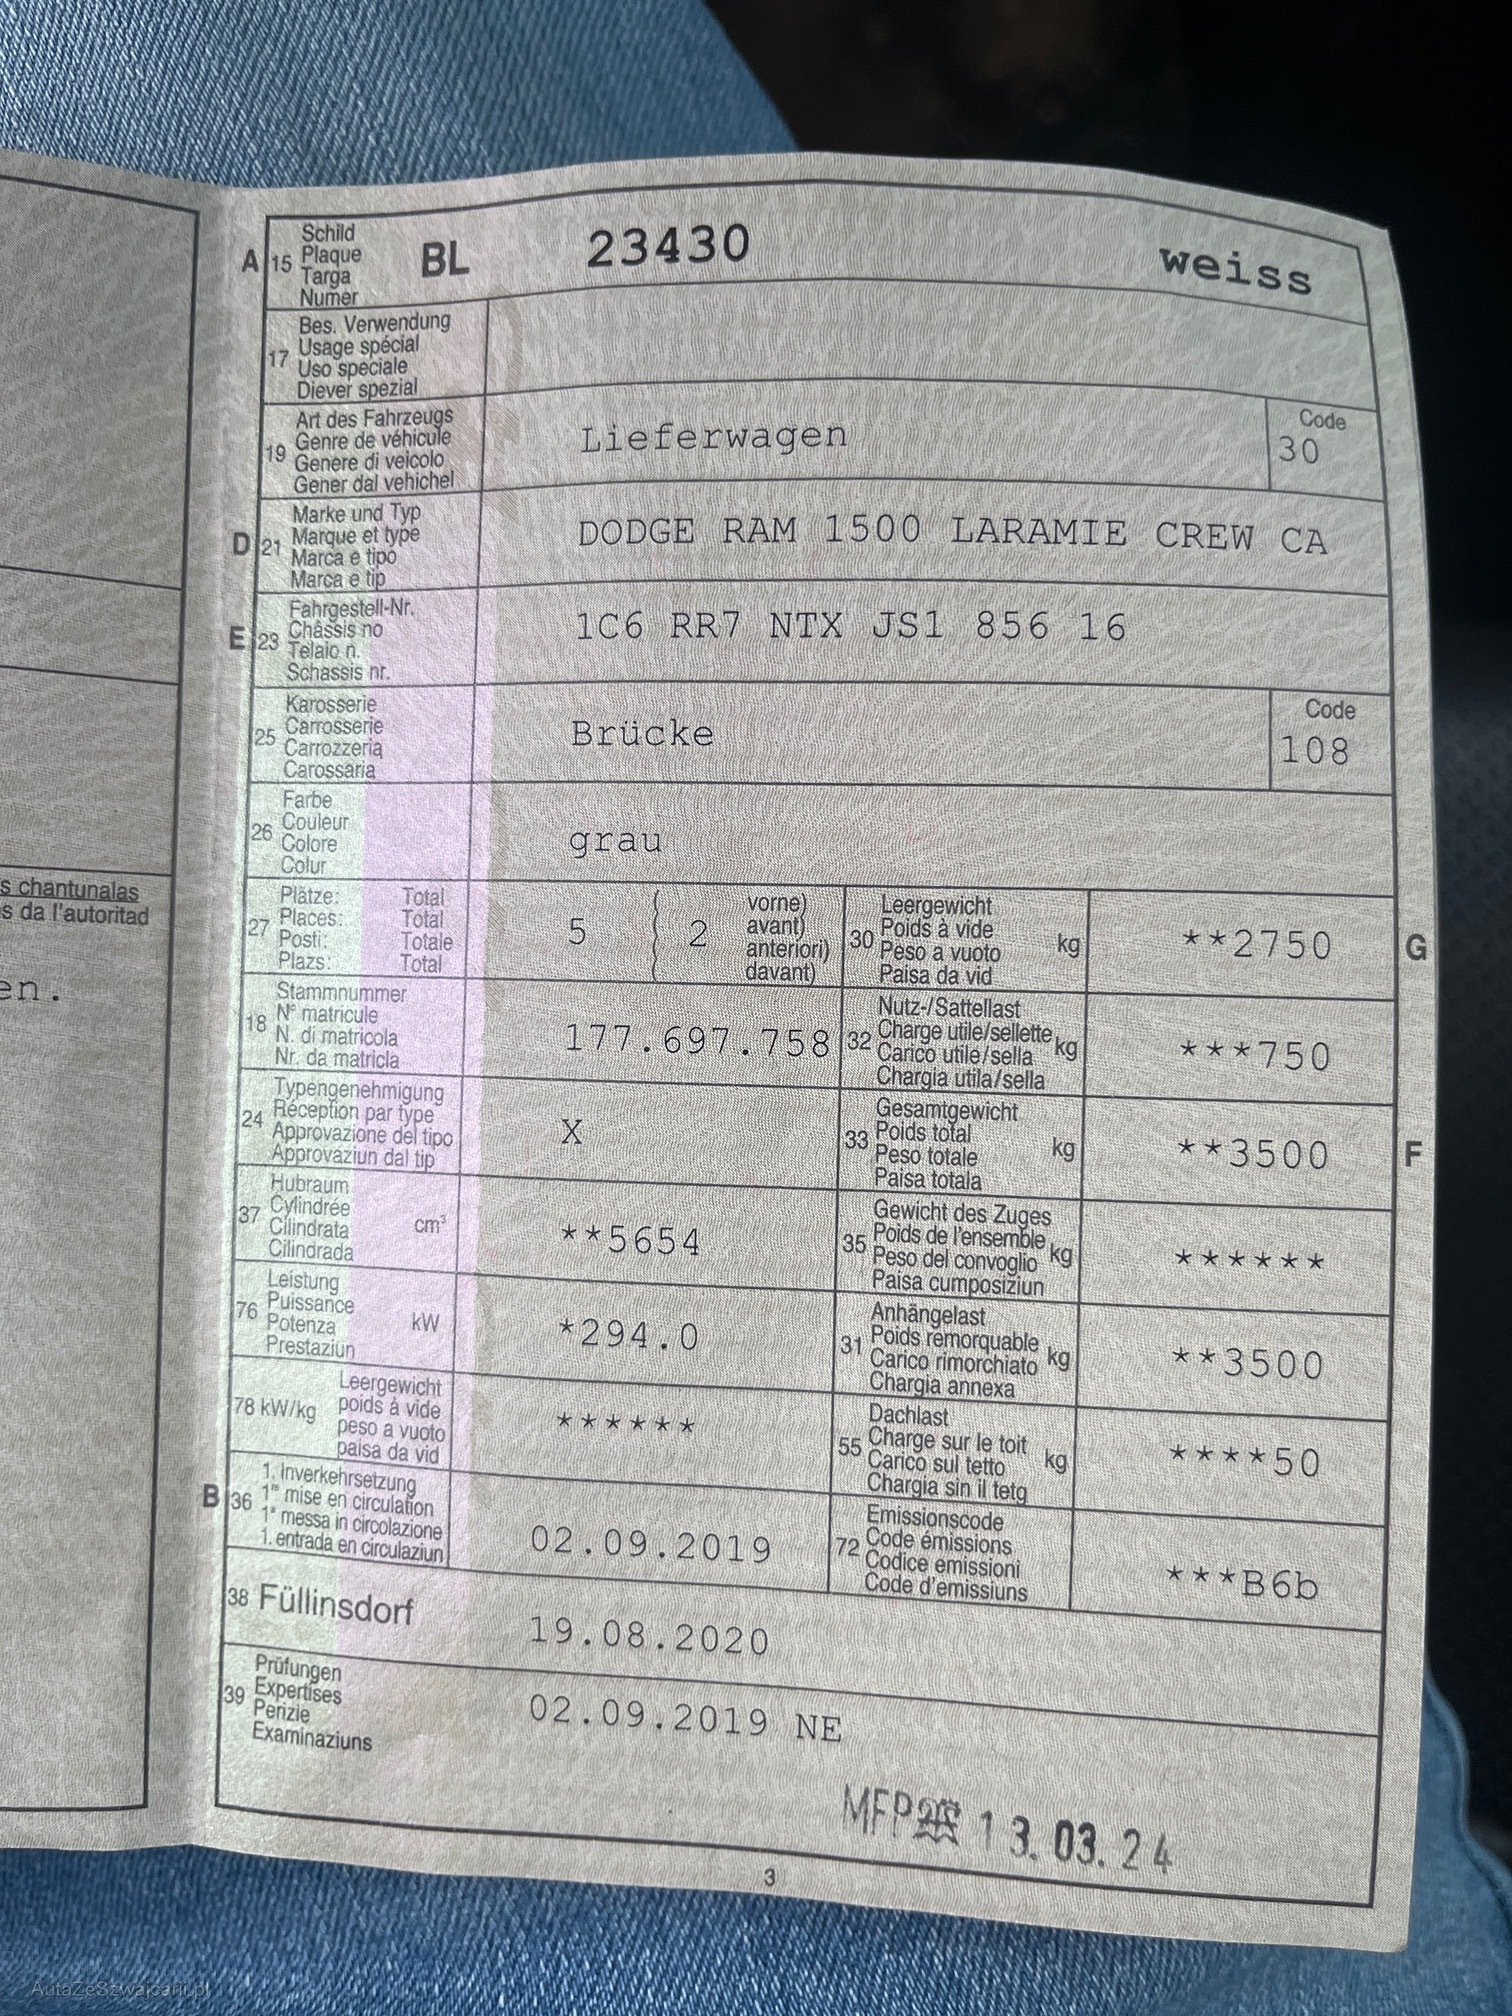 A 15 Schild
Plaque
Targa
Numer
BL 23430 weiss
17 Bes. Verwendung
Usage spécial
Uso speciale
Diever spezial
19 Art des Fahrzeugs
Genre de véhicule
Genere di veicolo
Gener dal vehichel
Lieferwagen
Code
30
D 21 Marke und Typ
Marque et type
Marca e tipo
Marca e tip
DODGE RAM 1500 LARAMIE CREW CA
E 23 Fahrgestell-Nr.
Châssis no
Telaio n.
Schassis nr.
1C6 RR7 NTX JS1 856 16
25 Karosserie
Carrosserie
Carrozzeria
Carossaria
Brücke
Code
108
26 Farbe
Couleur
Colore
Colur
grau
s chantunalas
s da l'autoritad
en.
27 Plätze: Total
Places: Total
Posti: Totale
Plazs: Total
5 { 2 vorne)
avant)
anteriori)
davant)
30 Leergewicht
Poids à vide
Peso a vuoto kg
Paisa da vid
**2750 G
18 Stammnummer
N° matricule
N. di matricola
Nr. da matricla
177.697.758
32 Nutz-/Sattellast
Charge utile/sellette
Carico utile/sella kg
Chargia utila/sella
***750
24 Typengenehmigung
Réception par type
Approvazione del tipo
Approvaziun dal tip
X
33 Gesamtgewicht
Poids total
Peso totale kg
Paisa totala
**3500 F
37 Hubraum
Cylindrée
Cilindrata cm³
Cilindrada
**5654
35 Gewicht des Zuges
Poids de l'ensemble
Peso del convoglio kg
Paisa cumposiziun
******
76 Leistung
Puissance
Potenza kW
Prestaziun
*294.0
31 Anhängelast
Poids remorquable
Carico rimorchiato kg
Chargia annexa
**3500
78 kW/kg Leergewicht
poids à vide
peso a vuoto
paisa da vid
******
55 Dachlast
Charge sur le toit
Carico sul tetto kg
Chargia sin il tetg
****50
B 36 1. Inverkehrsetzung
1re mise en circulation
1a messa in circolazione
1. entrada en circulaziun
02.09.2019
72 Emissionscode
Code émissions
Codice emissioni
Code d'emissiuns
***B6b
38 Füllinsdorf
19.08.2020
39 Prüfungen
Expertises
Perizie
Examinaziuns
02.09.2019 NE
MFP 13.03.24
3
AutaZeSzwajcarii.pl